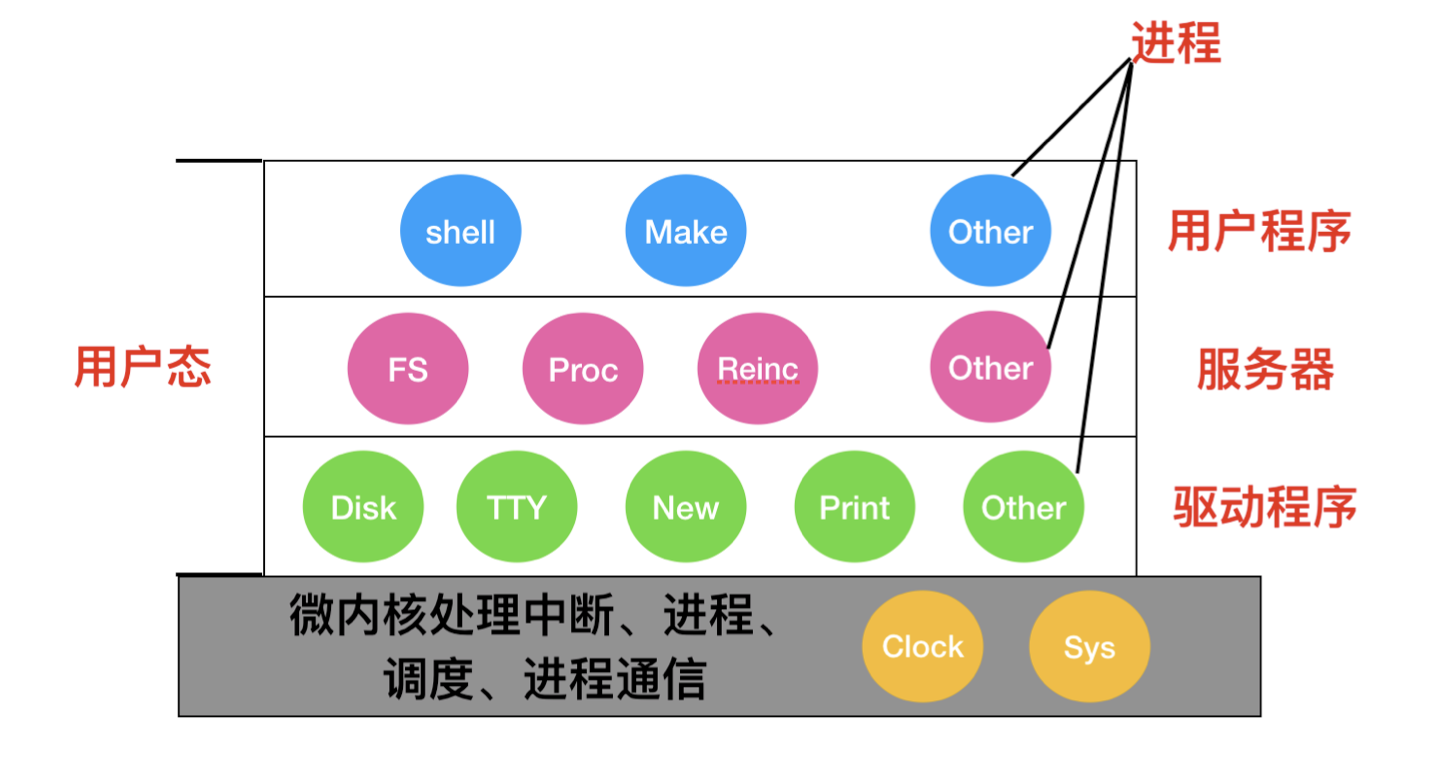 进程
shell Make Other 用户程序
用户态
FS Proc Reinc Other 服务器
Disk TTY New Print Other 驱动程序
微内核处理中断、进程、
调度、进程通信
Clock Sys